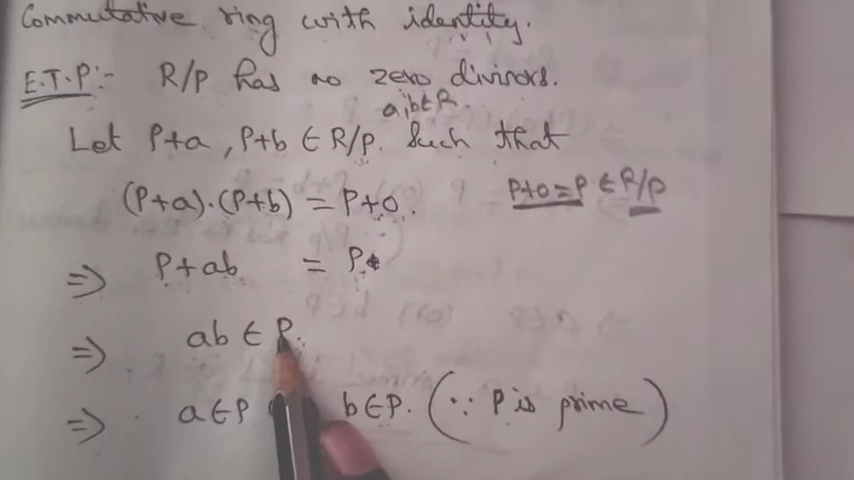 Commutative ring with identity.
E.T.P:- R/P has no zero divisors.
a,b∈R.
Let P+a, P+b ∈ R/P. Such that
(P+a).(P+b) = P+0. P+0=P ∈ R/P
=> P+ab = P.
=> ab ∈ P.
=> a∈P b∈P. (∵ P is prime)